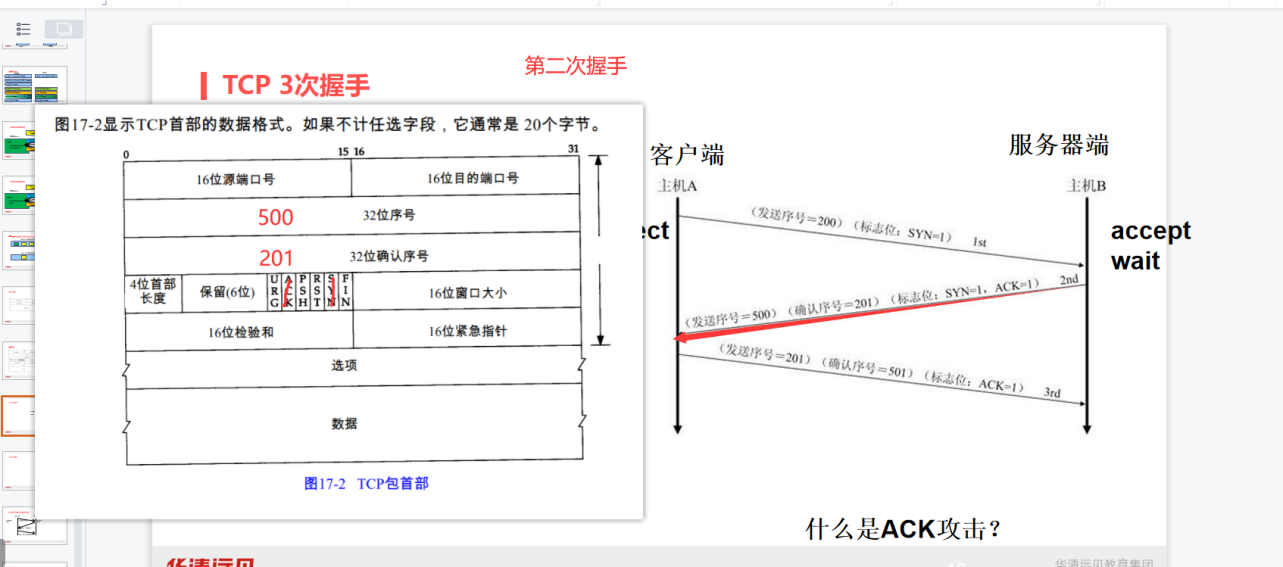 第二次握手
TCP 3次握手
图17-2显示TCP首部的数据格式。如果不计任选字段，它通常是 20个字节。
0 15 16 31
16位源端口号 16位目的端口号
500 32位序号
201 32位确认序号
4位首部长度 保留(6位) URG ACK PSH RST SYN FIN 16位窗口大小
16位检验和 16位紧急指针
选项
数据
图17-2 TCP包首部
客户端 服务器端
主机A 主机B
（发送序号=200）（标志位：SYN=1） 1st
ect accept
wait
（发送序号=500）（确认序号=201）（标志位：SYN=1，ACK=1） 2nd
（发送序号=201）（确认序号=501）（标志位：ACK=1） 3rd
什么是ACK攻击？
华清远见教育集团